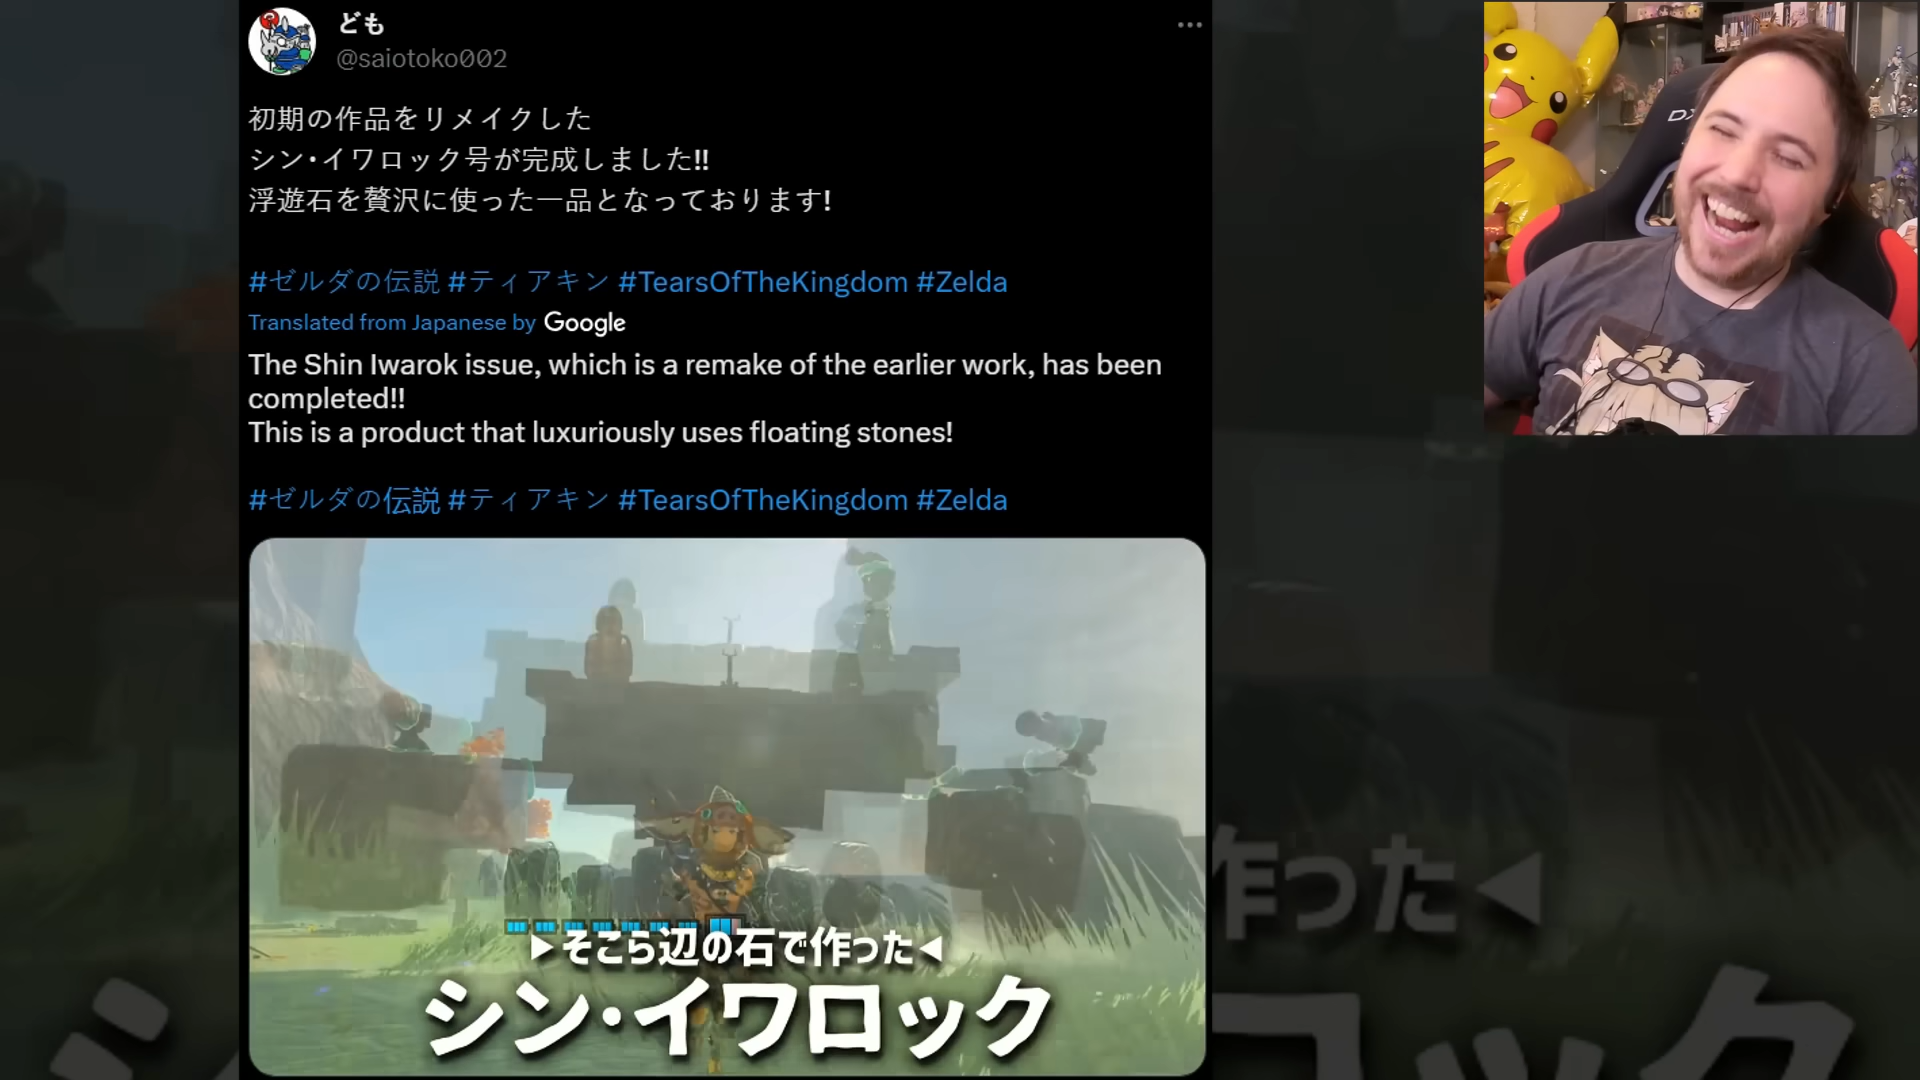 ども
@saiotoko002
初期の作品をリメイクした
シン・イワロック号が完成しました!!
浮遊石を贅沢に使った一品となっております!
#ゼルダの伝説 #ティアキン #TearsOfTheKingdom #Zelda
Translated from Japanese by Google
The Shin Iwarok issue, which is a remake of the earlier work, has been
completed!!
This is a product that luxuriously uses floating stones!
#ゼルダの伝説 #ティアキン #TearsOfTheKingdom #Zelda
▶そこら辺の石で作った◀
シン・イワロック
作った◀
シ
ロック
DX